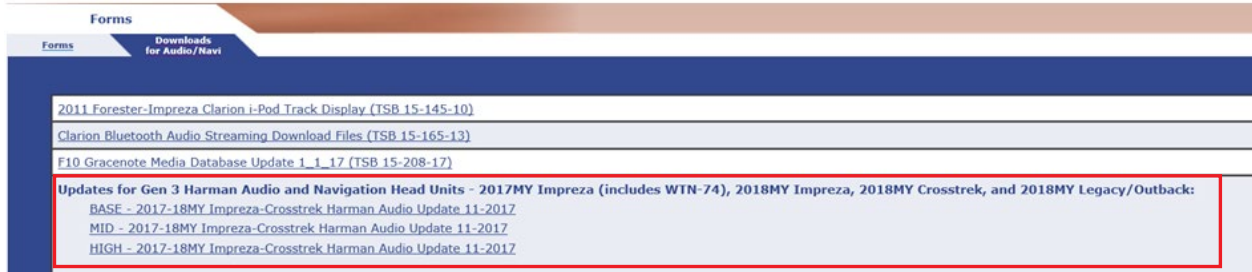 Forms
Forms
Downloads
for Audio/Navi
2011 Forester-Impreza Clarion i-Pod Track Display (TSB 15-145-10)
Clarion Bluetooth Audio Streaming Download Files (TSB 15-165-13)
F10 Gracenote Media Database Update 1_1_17 (TSB 15-208-17)
Updates for Gen 3 Harman Audio and Navigation Head Units - 2017MY Impreza (includes WTN-74), 2018MY Impreza, 2018MY Crosstrek, and 2018MY Legacy/Outback:
BASE - 2017-18MY Impreza-Crosstrek Harman Audio Update 11-2017
MID - 2017-18MY Impreza-Crosstrek Harman Audio Update 11-2017
HIGH - 2017-18MY Impreza-Crosstrek Harman Audio Update 11-2017